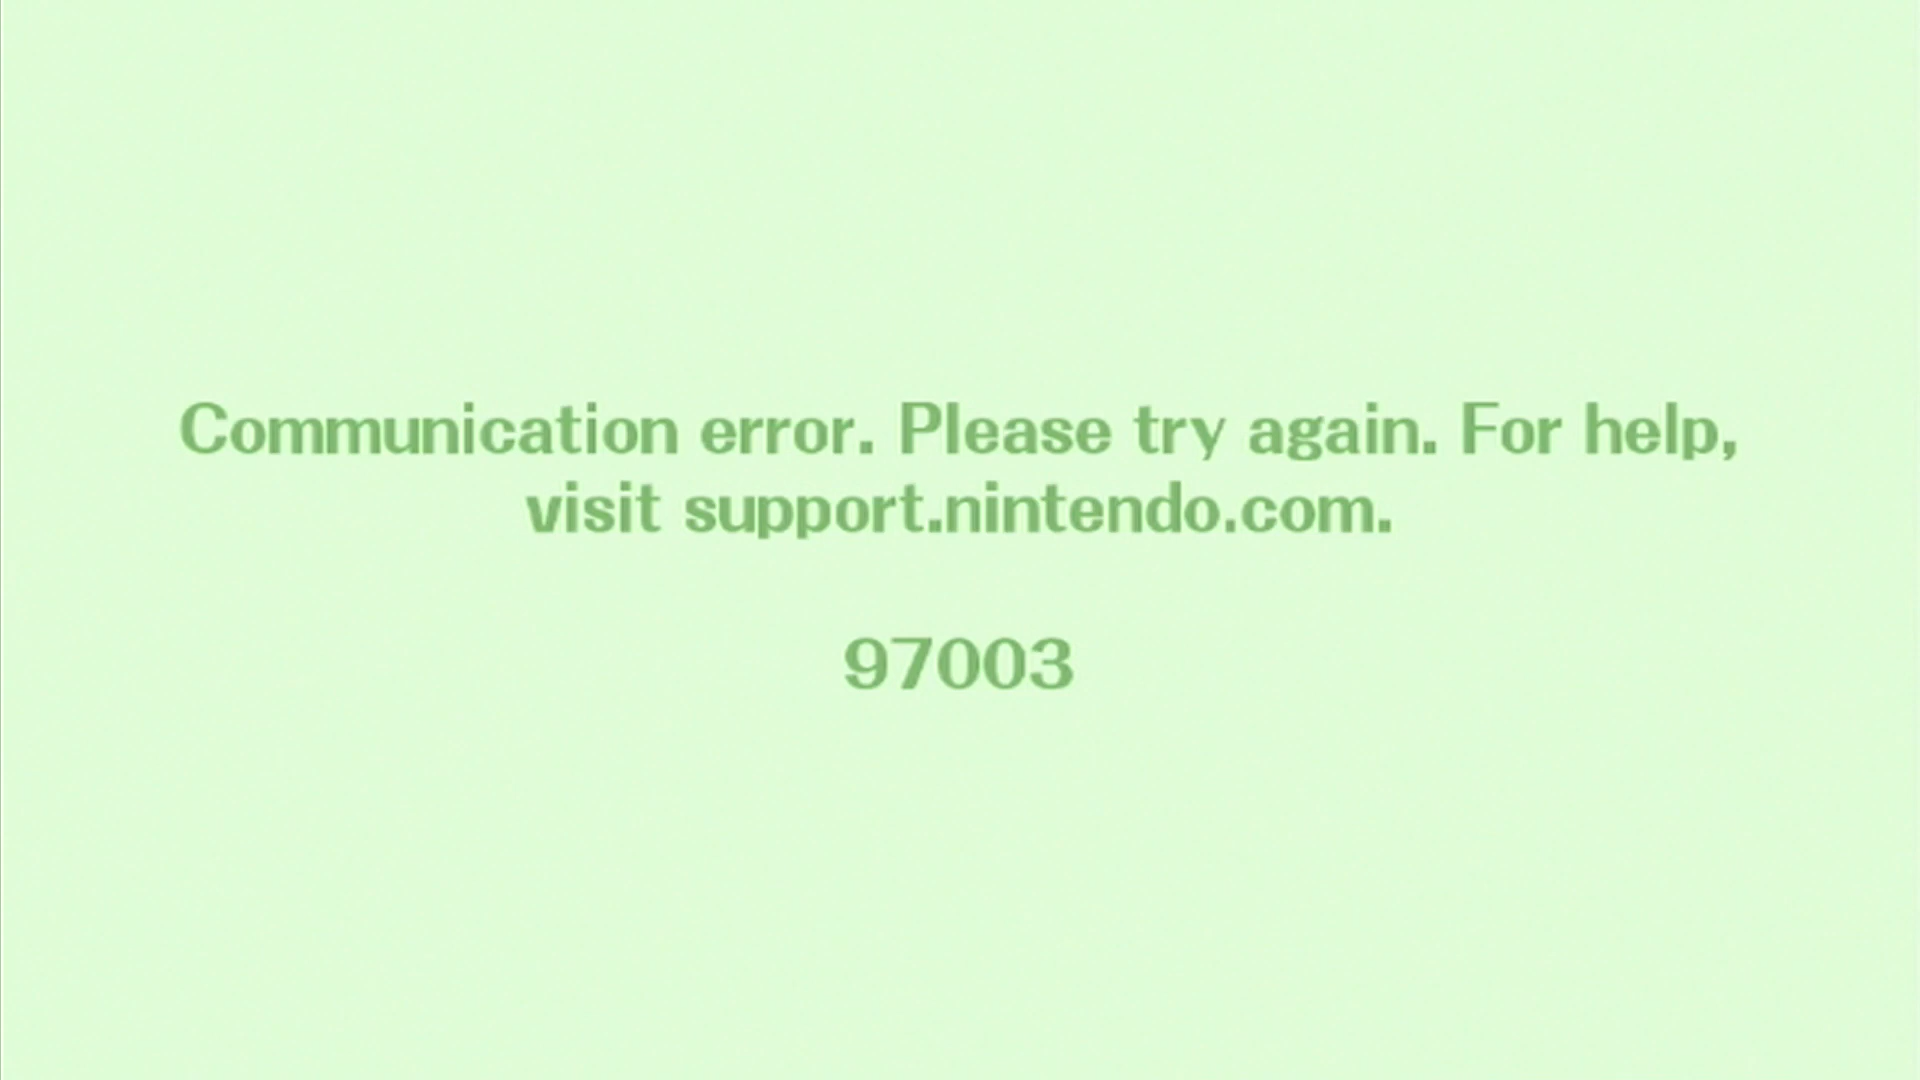 Communication error. Please try again. For help,
visit support.nintendo.com.
97003